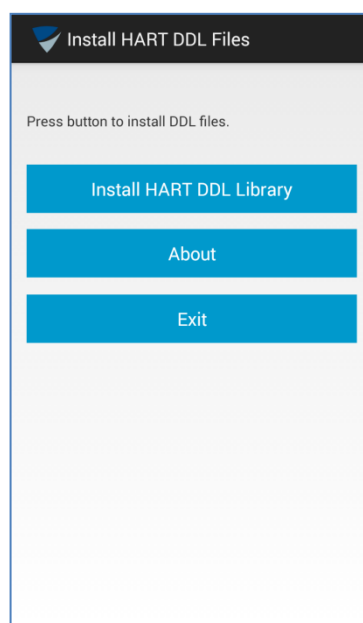 Install HART DDL Files
Press button to install DDL files.
Install HART DDL Library
About
Exit